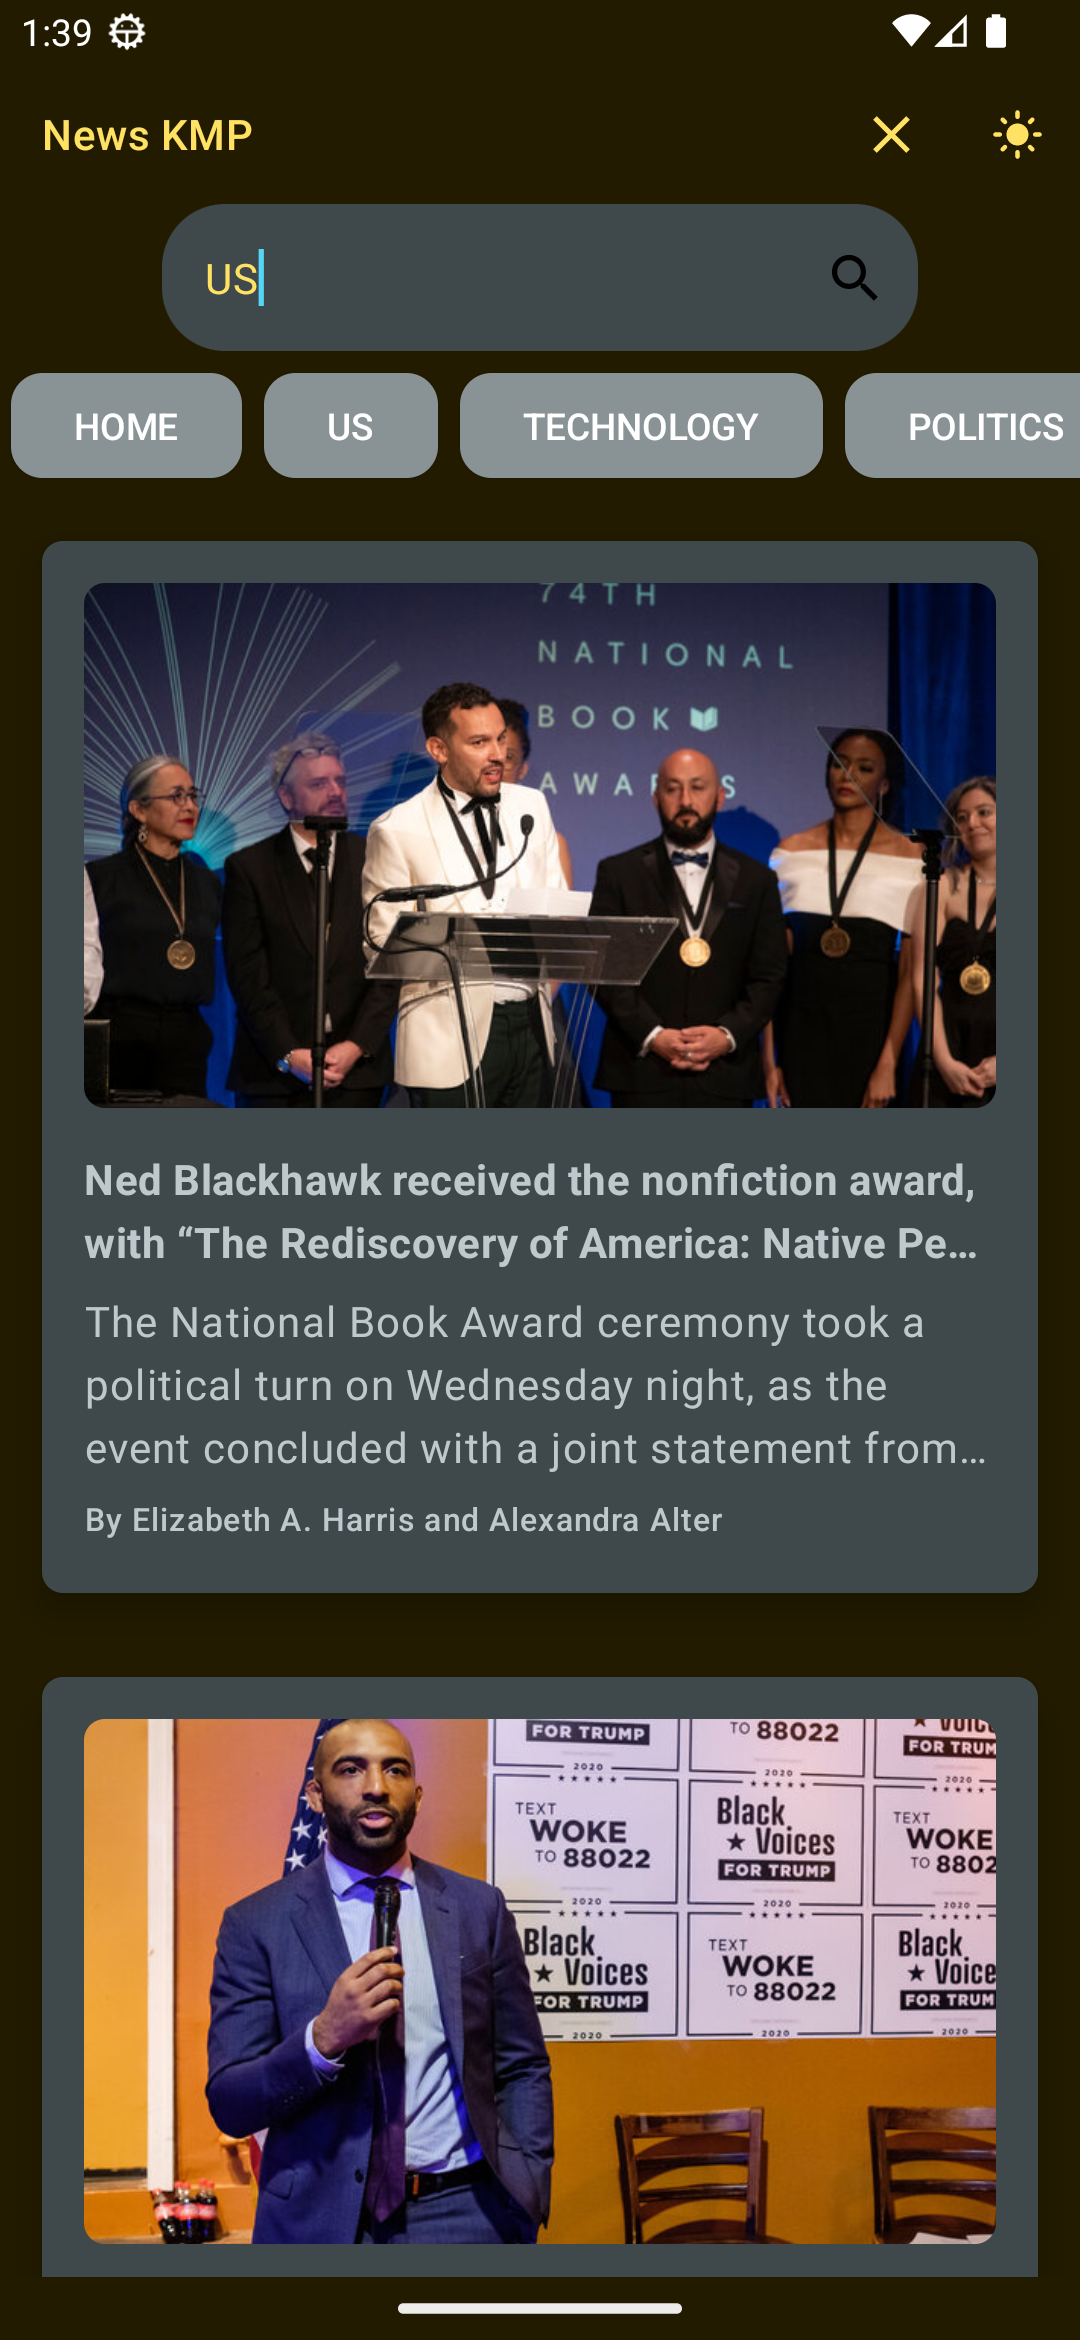 1:39
News KMP
US
HOME US TECHNOLOGY POLITICS
74TH
NATIONAL
BOOK
Ned Blackhawk received the nonfiction award,
with “The Rediscovery of America: Native Pe…
The National Book Award ceremony took a
political turn on Wednesday night, as the
event concluded with a joint statement from…
By Elizabeth A. Harris and Alexandra Alter
FOR TRUMP
TO 88022
FOR TRUM
2020
2020
2020
TEXT
WOKE
TO 88022
Black
Voices
FOR TRUMP
TEXT
WOKE
TO 8802
2020
2020
2020
Black
Voices
FOR TRUMP
TEXT
WOKE
TO 88022
Black
Voice
FOR TRUM
2020
2020
2020